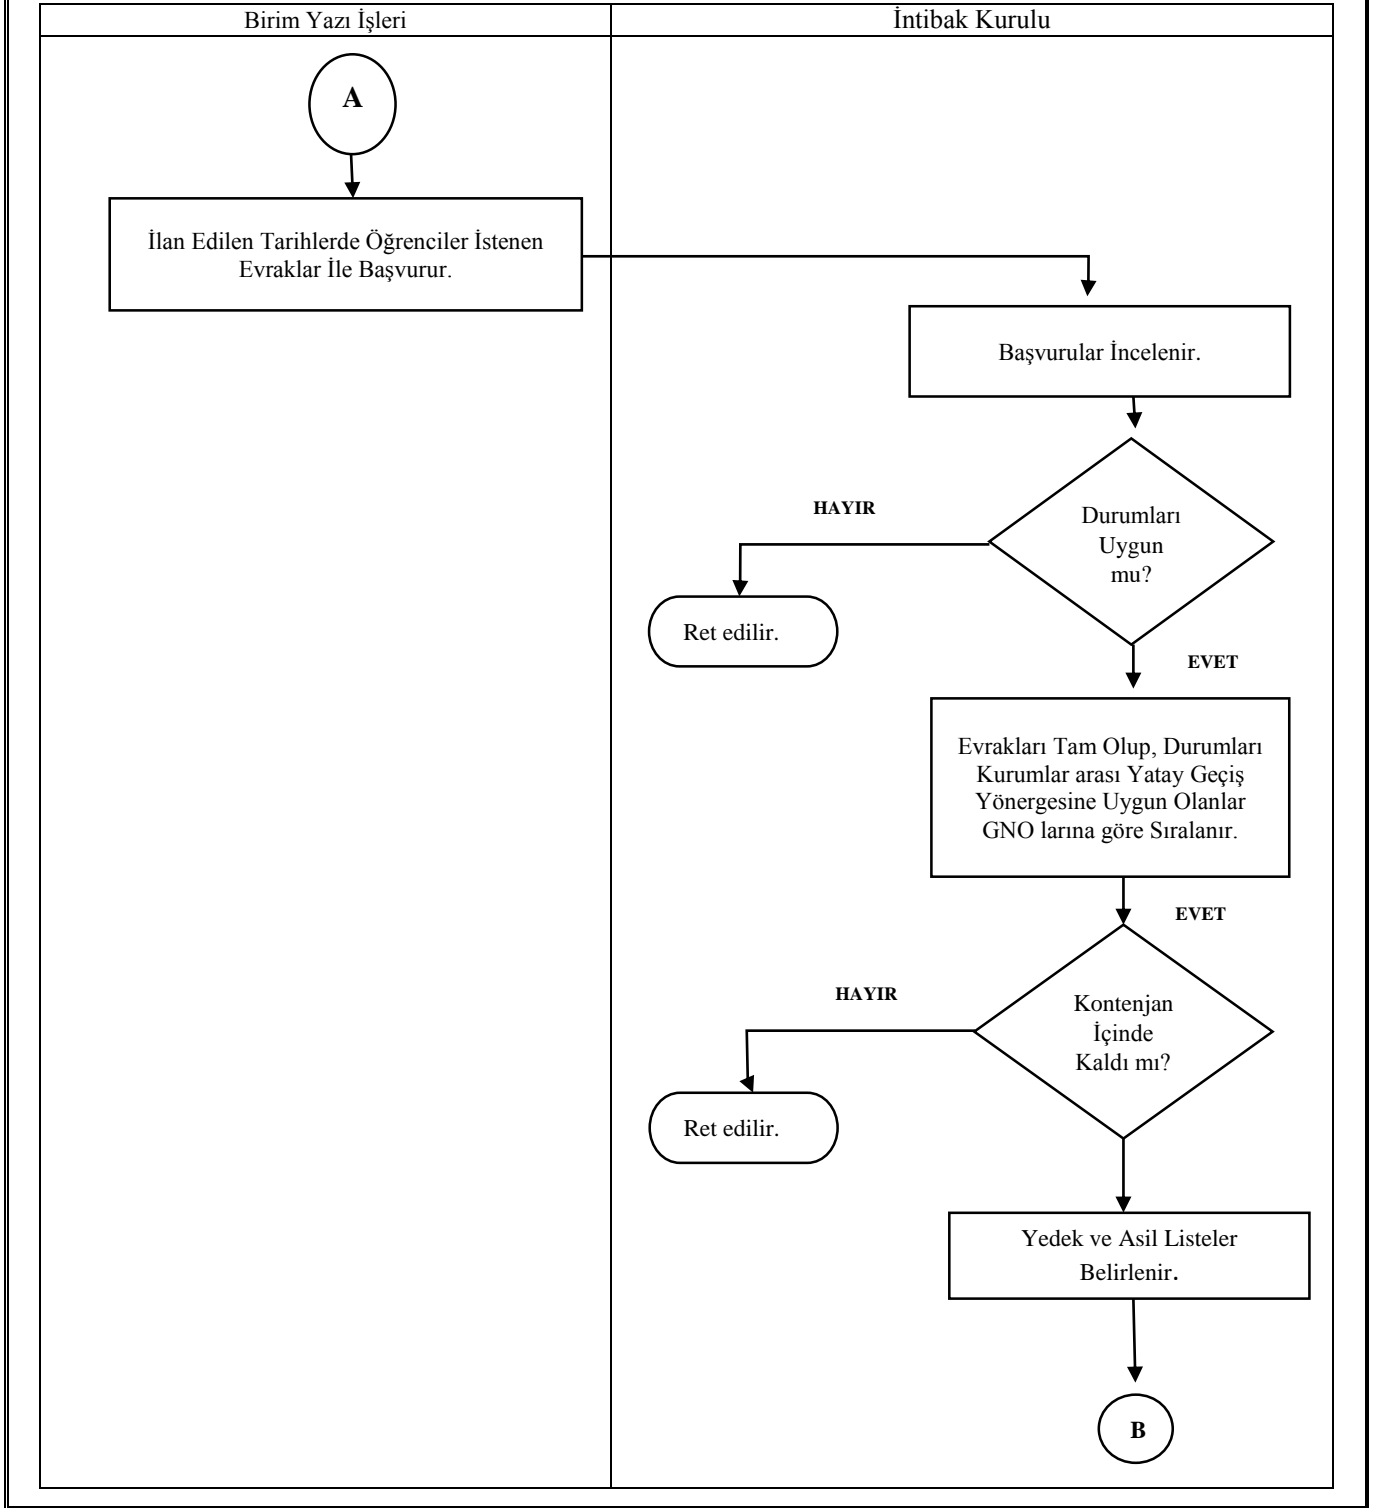 Birim Yazı İşleri
İntibak Kurulu
A
İlan Edilen Tarihlerde Öğrenciler İstenen
Evraklar İle Başvurur.
Başvurular İncelenir.
HAYIR
Durumları
Uygun
mu?
Ret edilir.
EVET
Evrakları Tam Olup, Durumları
Kurumlar arası Yatay Geçiş
Yönergesine Uygun Olanlar
GNO larına göre Sıralanır.
EVET
HAYIR
Kontenjan
İçinde
Kaldı mı?
Ret edilir.
Yedek ve Asil Listeler
Belirlenir.
B